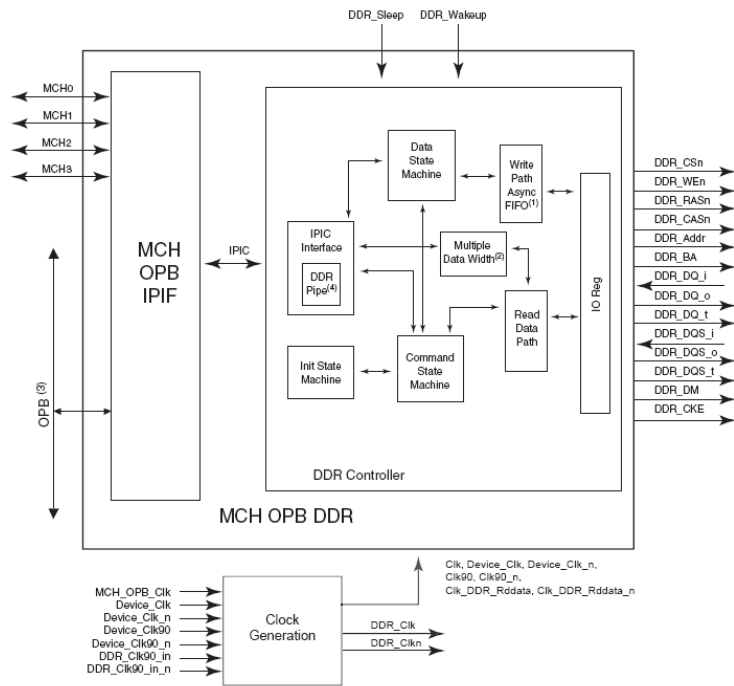 DDR_Sleep
DDR_Wakeup
MCH0
MCH1
MCH2
MCH3
MCH
OPB
IPIF
IPIC
OPB (3)
Data
State
Machine
Write
Path
Async
FIFO(1)
IPIC
Interface
DDR
Pipe(4)
Multiple
Data Width(2)
Read
Data
Path
IO Reg
Init State
Machine
Command
State
Machine
DDR Controller
MCH OPB DDR
DDR_CSn
DDR_WEn
DDR_RASn
DDR_CASn
DDR_Addr
DDR_BA
DDR_DQ_i
DDR_DQ_o
DDR_DQ_t
DDR_DQS_i
DDR_DQS_o
DDR_DQS_t
DDR_DM
DDR_CKE
Clk, Device_Clk, Device_Clk_n,
Clk90, Clk90_n,
Clk_DDR_Rddata, Clk_DDR_Rddata_n
MCH_OPB_Clk
Device_Clk
Device_Clk_n
Device_Clk90
Device_Clk90_n
DDR_Clk90_in
DDR_Clk90_in_n
Clock
Generation
DDR_Clk
DDR_Clkn